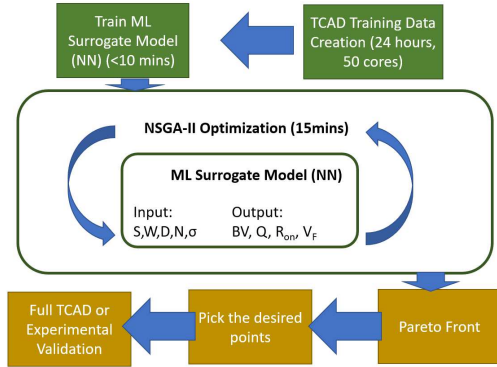 Train ML
Surrogate Model
(NN) (<10 mins)
TCAD Training Data
Creation (24 hours,
50 cores)
NSGA-II Optimization (15mins)
ML Surrogate Model (NN)
Input:
S,W,D,N,σ
Output:
BV, Q, Ron, VF
Full TCAD or
Experimental
Validation
Pick the desired
points
Pareto Front